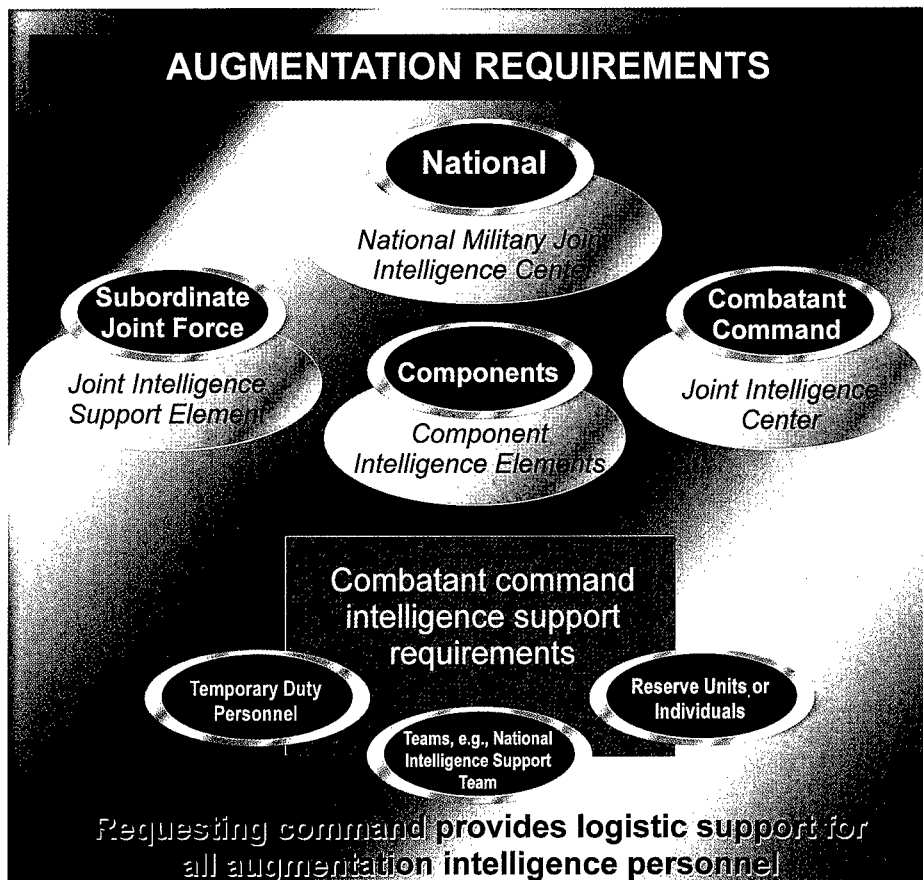 AUGMENTATION REQUIREMENTS
National
National Military Joint
Intelligence Center
Subordinate
Joint Force
Joint Intelligence
Support Element
Combatant
Command
Joint Intelligence
Center
Components
Component
Intelligence Elements
Combatant command
intelligence support
requirements
Temporary Duty
Personnel
Reserve Units or
Individuals
Teams, e.g., National
Intelligence Support
Team
Requesting command provides logistic support for
all augmentation intelligence personnel